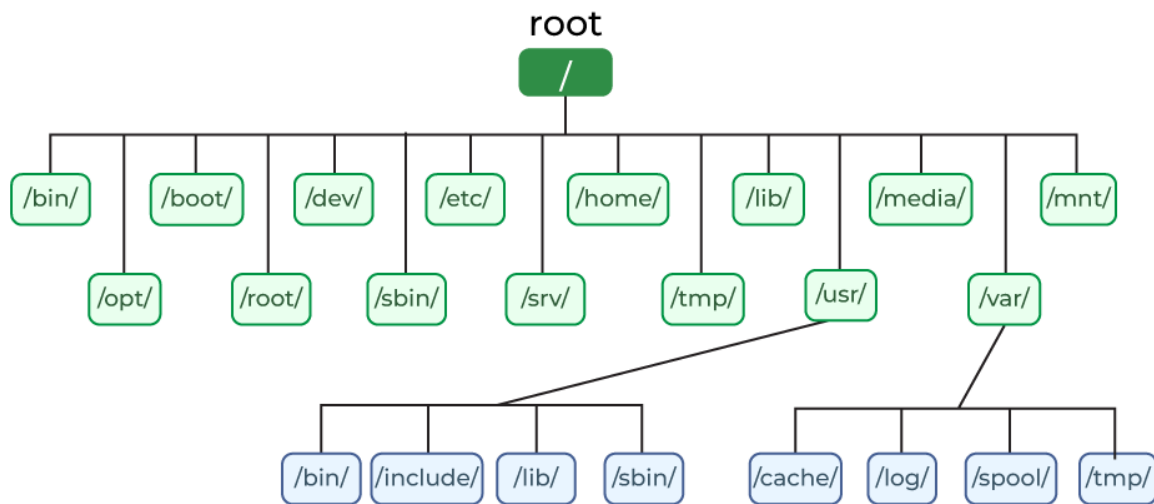 root
/
/bin/ /boot/ /dev/ /etc/ /home/ /lib/ /media/ /mnt/
/opt/ /root/ /sbin/ /srv/ /tmp/ /usr/ /var/
/bin/ /include/ /lib/ /sbin/ /cache/ /log/ /spool/ /tmp/